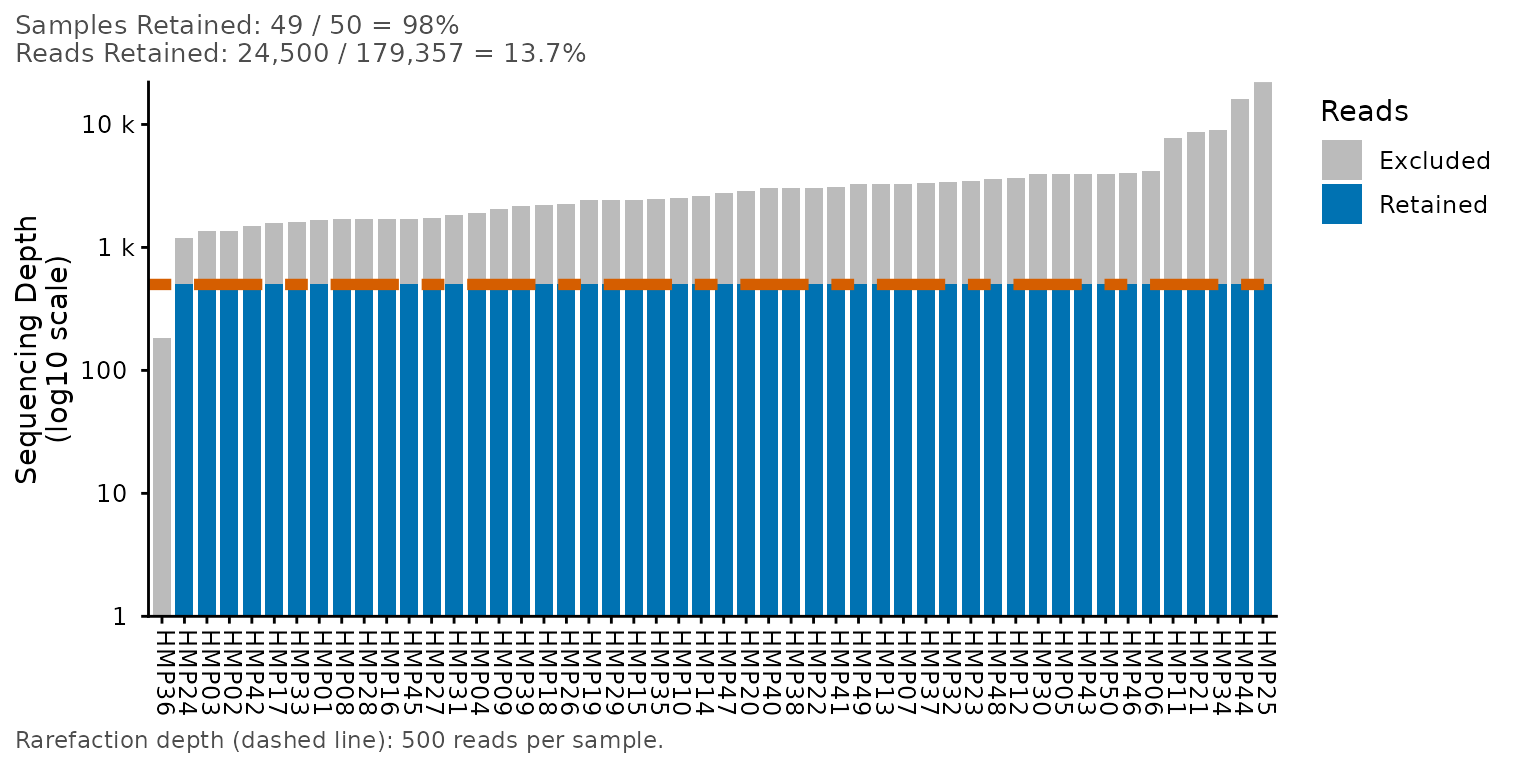 Samples Retained: 49 / 50 = 98%
Reads Retained: 24,500 / 179,357 = 13.7%
Sequencing Depth
(log10 scale)
10 k
1 k
100
10
1
HMP36
HMP24
HMP03
HMP02
HMP42
HMP17
HMP33
HMP01
HMP08
HMP28
HMP16
HMP45
HMP27
HMP31
HMP04
HMP09
HMP39
HMP18
HMP26
HMP19
HMP29
HMP15
HMP35
HMP10
HMP14
HMP47
HMP20
HMP40
HMP38
HMP22
HMP41
HMP49
HMP13
HMP07
HMP37
HMP32
HMP23
HMP48
HMP12
HMP30
HMP05
HMP43
HMP50
HMP46
HMP06
HMP11
HMP21
HMP34
HMP44
HMP25
Reads
Excluded
Retained
Rarefaction depth (dashed line): 500 reads per sample.